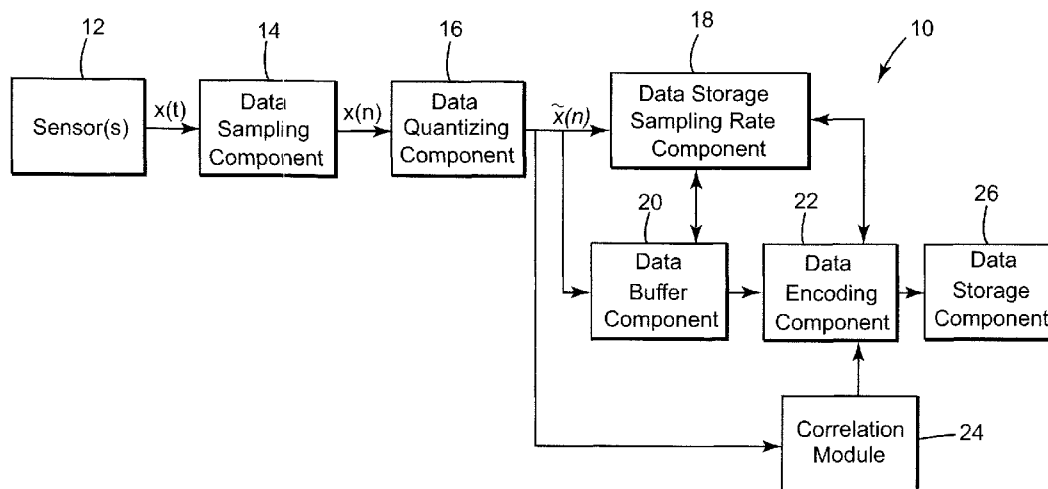 12
14
16
18
10
Sensor(s)
x(t)
Data
Sampling
Component
x(n)
Data
Quantizing
Component
x̃(n)
Data Storage
Sampling Rate
Component
20
22
26
Data
Buffer
Component
Data
Encoding
Component
Data
Storage
Component
Correlation
Module
24